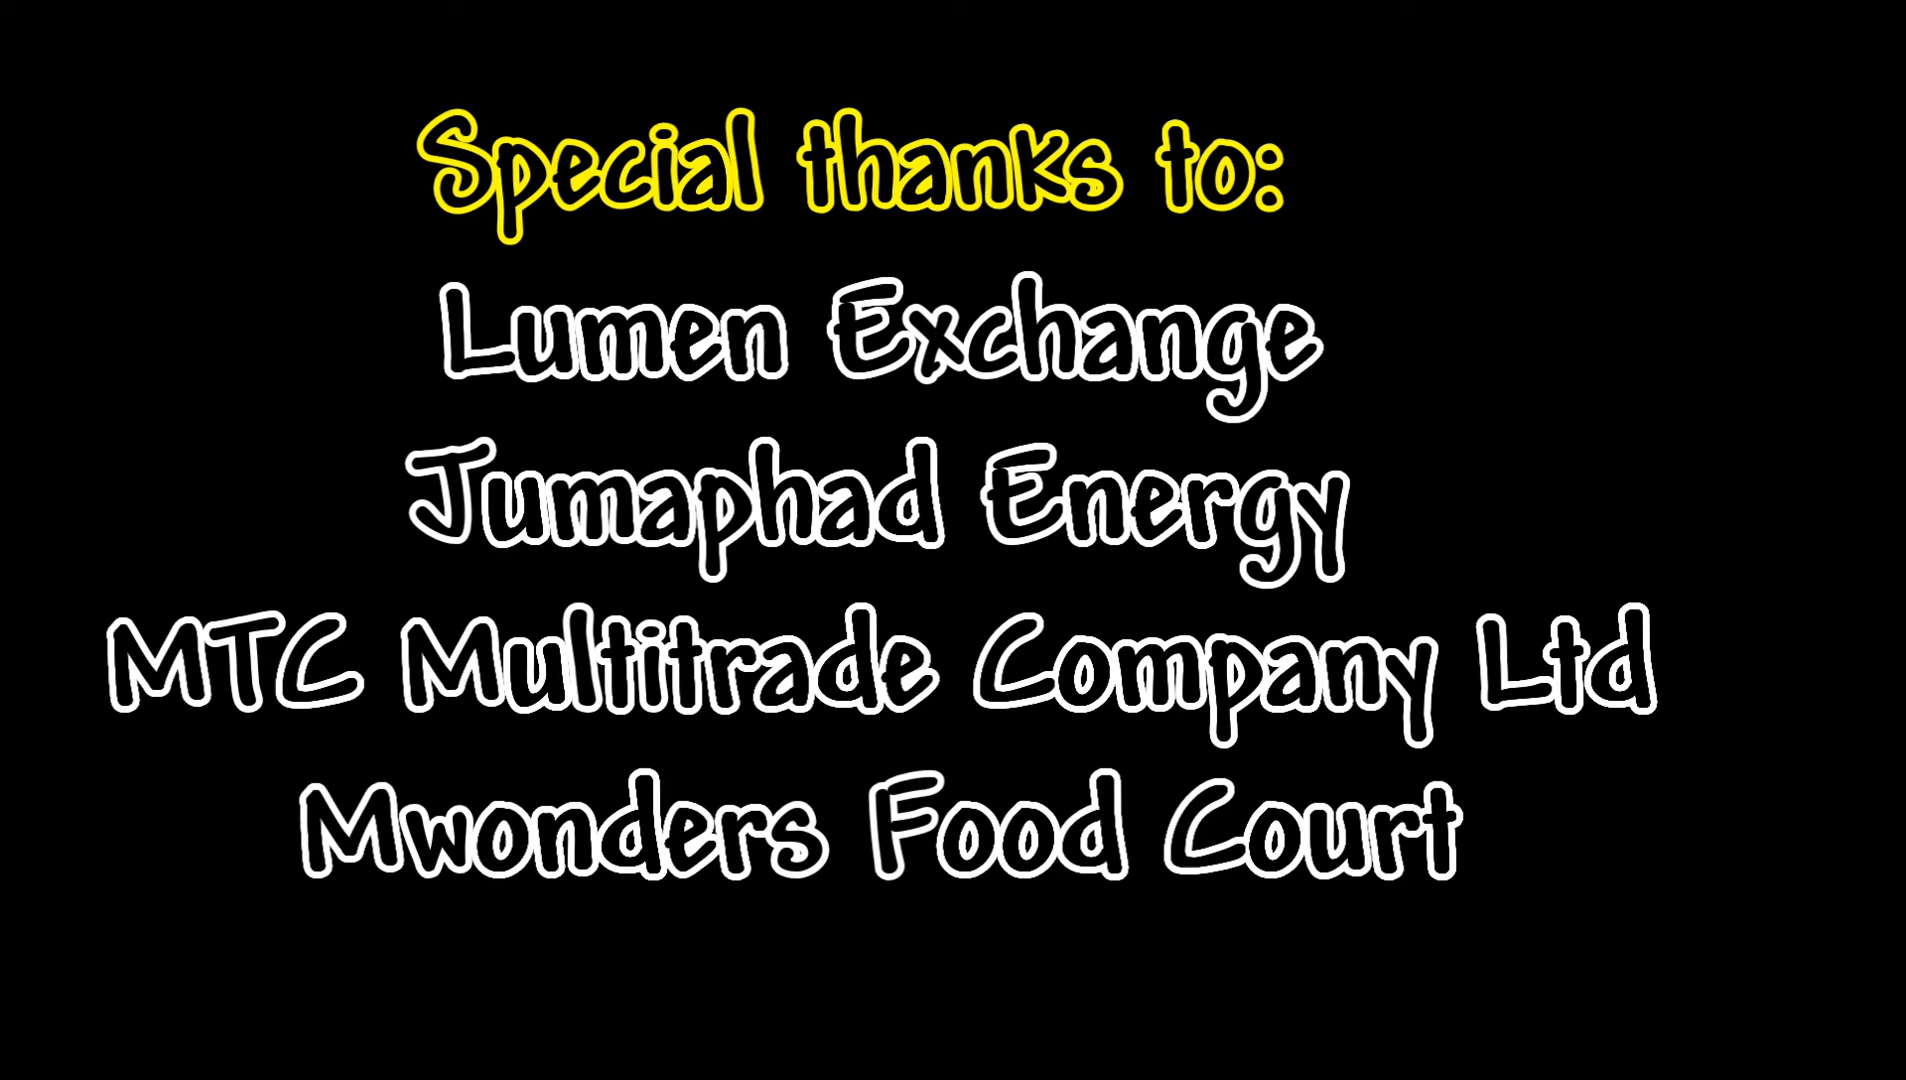 Special thanks to:
Lumen Exchange
Jumaphad Energy
MTC Multitrade Company Ltd
Mwonders Food Court